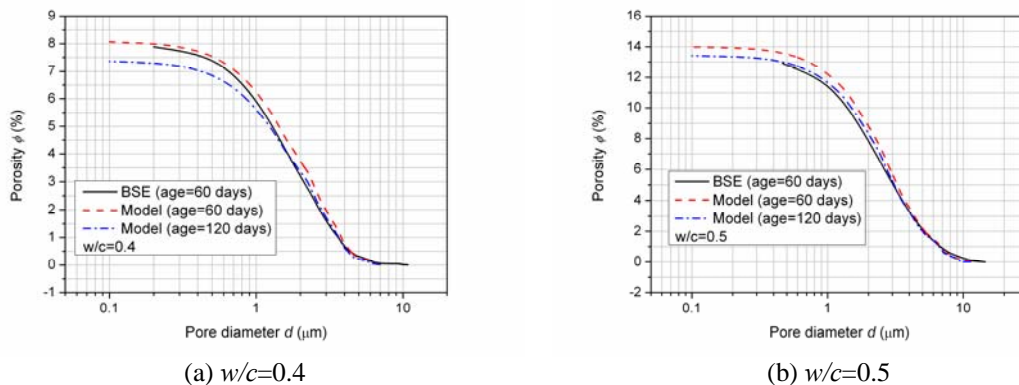 9
8
7
6
5
4
3
2
1
0
-1
Porosity ϕ (%)
BSE (age=60 days)
Model (age=60 days)
Model (age=120 days)
w/c=0.4
0.1 1 10
Pore diameter d (μm)
(a) w/c=0.4
16
14
12
10
8
6
4
2
0
-2
Porosity ϕ (%)
BSE (age=60 days)
Model (age=60 days)
Model (age=120 days)
w/c=0.5
0.1 1 10
Pore diameter d (μm)
(b) w/c=0.5